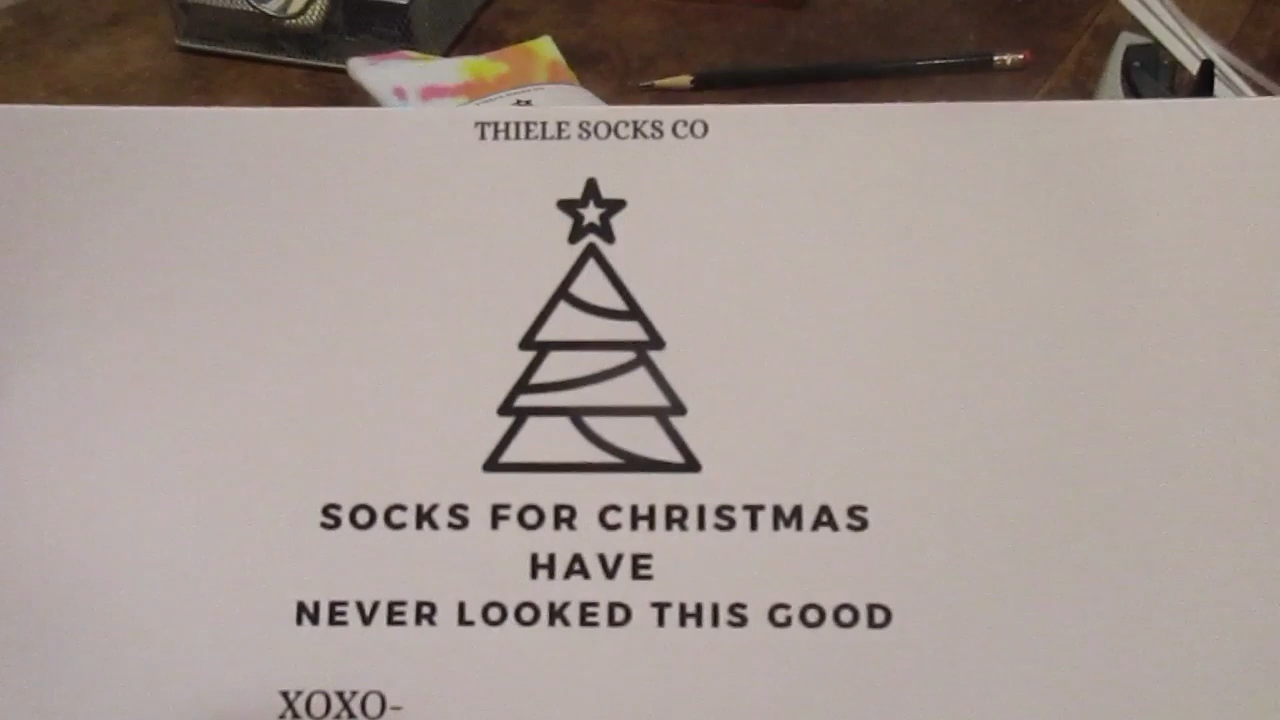 THIELE SOCKS CO
SOCKS FOR CHRISTMAS
HAVE
NEVER LOOKED THIS GOOD
XOXO-